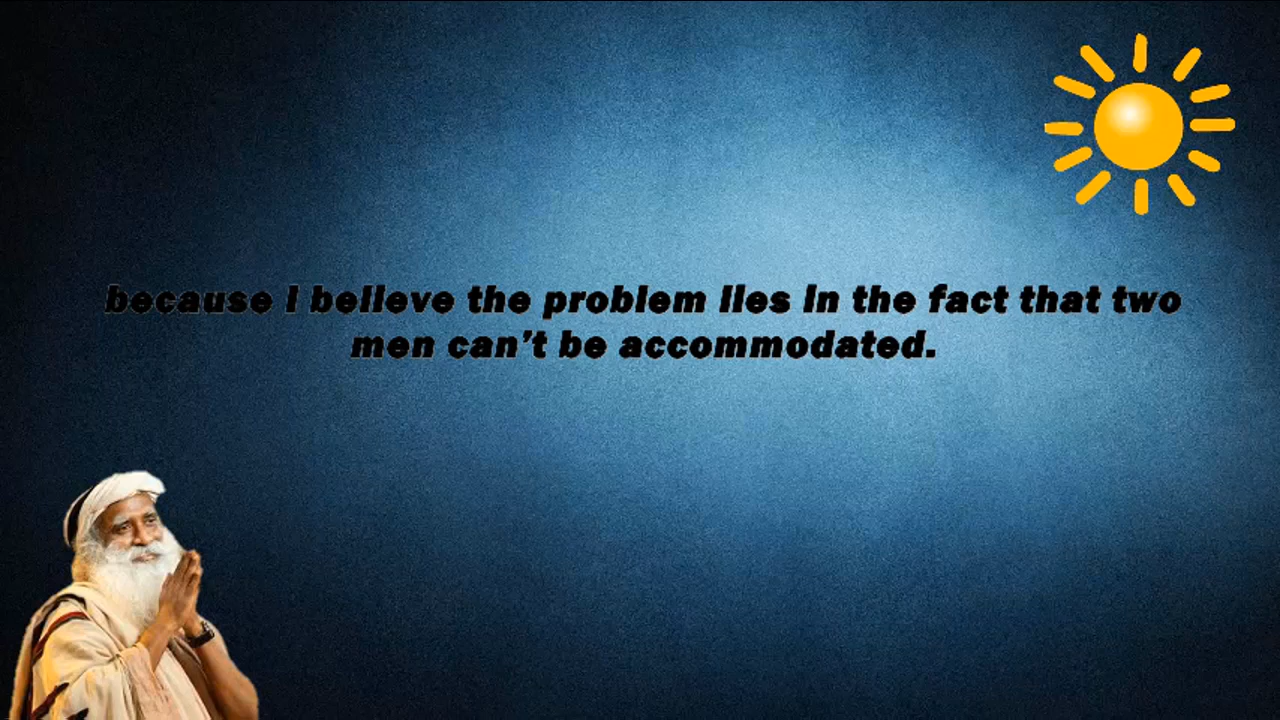 because I believe the problem lies in the fact that two
men can’t be accommodated.